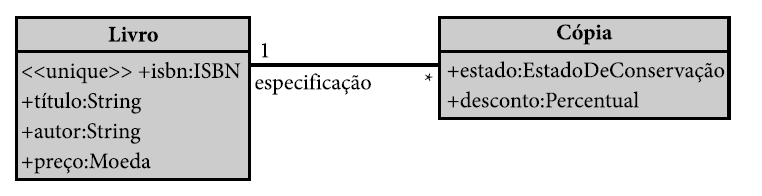 Livro
<<unique>> +isbn:ISBN
+título:String
+autor:String
+preço:Moeda
1
especificação
*
Cópia
+estado:EstadoDeConservação
+desconto:Percentual